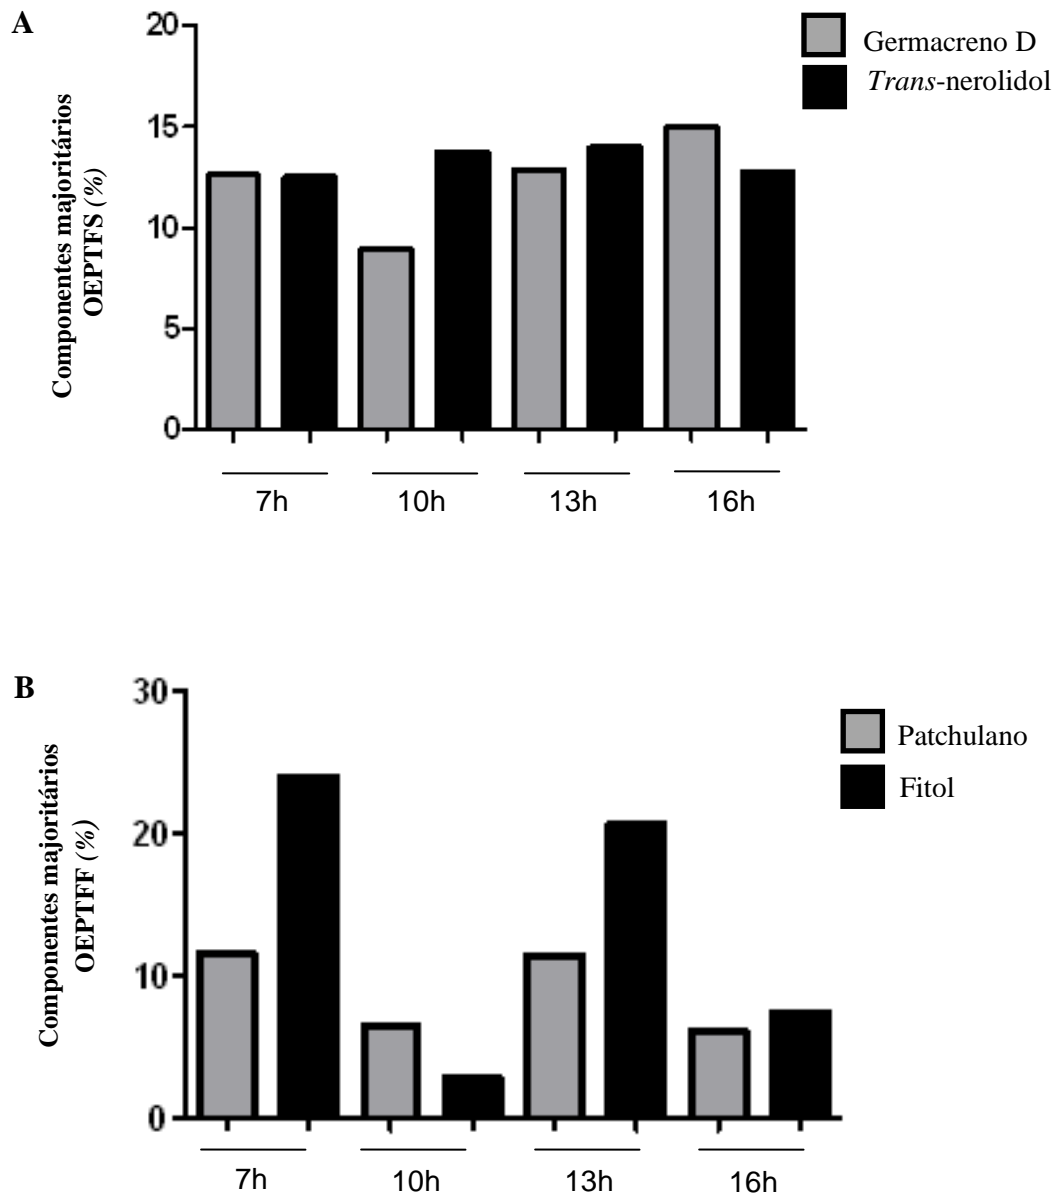 A
Germacreno D
Trans-nerolidol
Componentes majoritários
OEPTFS (%)
20
15
10
5
0
7h 10h 13h 16h
B
Patchulano
Fitol
Componentes majoritários
OEPTFF (%)
30
20
10
0
7h 10h 13h 16h